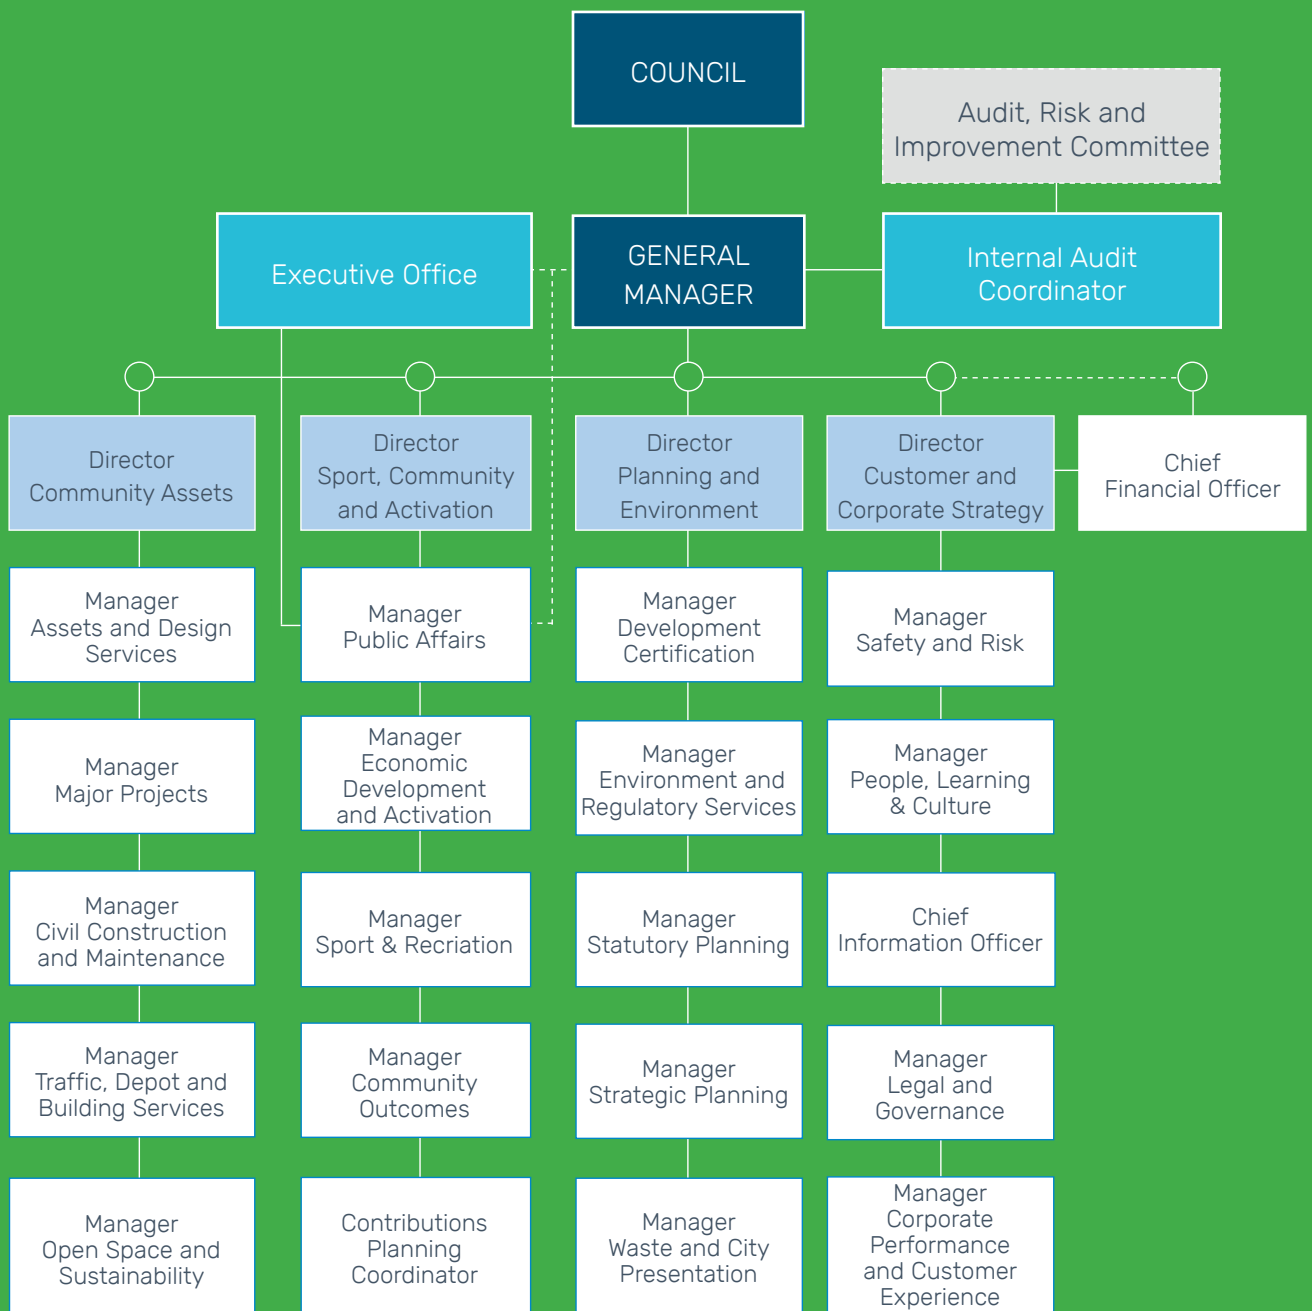 COUNCIL
Audit, Risk and
Improvement Committee
Executive Office
GENERAL
MANAGER
Internal Audit
Coordinator
Director
Community Assets
Director
Sport, Community
and Activation
Director
Planning and
Environment
Director
Customer and
Corporate Strategy
Chief
Financial Officer
Manager
Assets and Design
Services
Manager
Public Affairs
Manager
Development
Certification
Manager
Safety and Risk
Manager
Major Projects
Manager
Economic
Development
and Activation
Manager
Environment and
Regulatory Services
Manager
People, Learning
& Culture
Manager
Civil Construction
and Maintenance
Manager
Sport & Recriation
Manager
Statutory Planning
Chief
Information Officer
Manager
Traffic, Depot and
Building Services
Manager
Community
Outcomes
Manager
Strategic Planning
Manager
Legal and
Governance
Manager
Open Space and
Sustainability
Contributions
Planning
Coordinator
Manager
Waste and City
Presentation
Manager
Corporate
Performance
and Customer
Experience